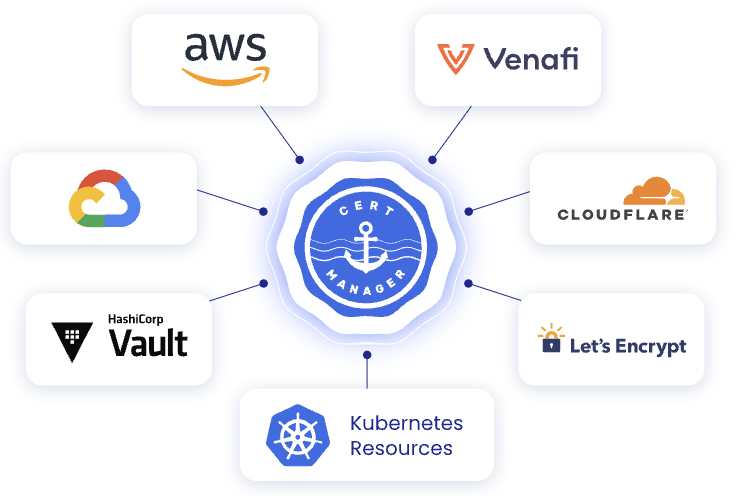 aws
Venafi
CLOUDFLARE®
CERT
MANAGER
HashiCorp
Vault
Let's Encrypt
Kubernetes
Resources